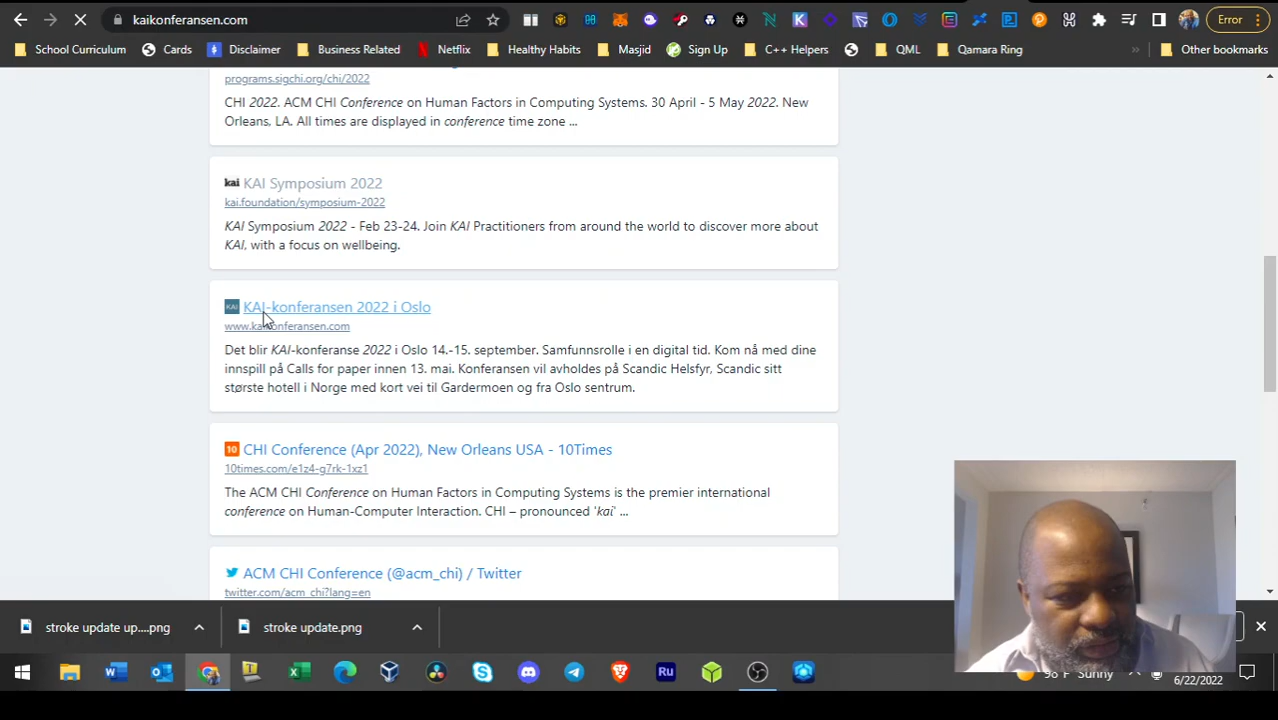 kaikonferansen.com
Error
School Curriculum
Cards
Disclaimer
Business Related
Netflix
Healthy Habits
Masjid
Sign Up
C++ Helpers
QML
Qamara Ring
»
Other bookmarks
programs.sigchi.org/chi/2022
CHI 2022. ACM CHI Conference on Human Factors in Computing Systems. 30 April - 5 May 2022. New
Orleans, LA. All times are displayed in conference time zone ...
kai KAI Symposium 2022
kai.foundation/symposium-2022
KAI Symposium 2022 - Feb 23-24. Join KAI Practitioners from around the world to discover more about
KAI, with a focus on wellbeing.
KAI KAI-konferansen 2022 i Oslo
www.kaikonferansen.com
Det blir KAI-konferanse 2022 i Oslo 14.-15. september. Samfunnsrolle i en digital tid. Kom nå med dine
innspill på Calls for paper innen 13. mai. Konferansen vil avholdes på Scandic Helsfyr, Scandic sitt
største hotell i Norge med kort vei til Gardermoen og fra Oslo sentrum.
10 CHI Conference (Apr 2022), New Orleans USA - 10Times
10times.com/e1z4-g7rk-1xz1
The ACM CHI Conference on Human Factors in Computing Systems is the premier international
conference on Human-Computer Interaction. CHI – pronounced 'kai' ...
ACM CHI Conference (@acm_chi) / Twitter
twitter.com/acm_chi?lang=en
stroke update up....png
stroke update.png
Ru
98°F Sunny
6/22/2022